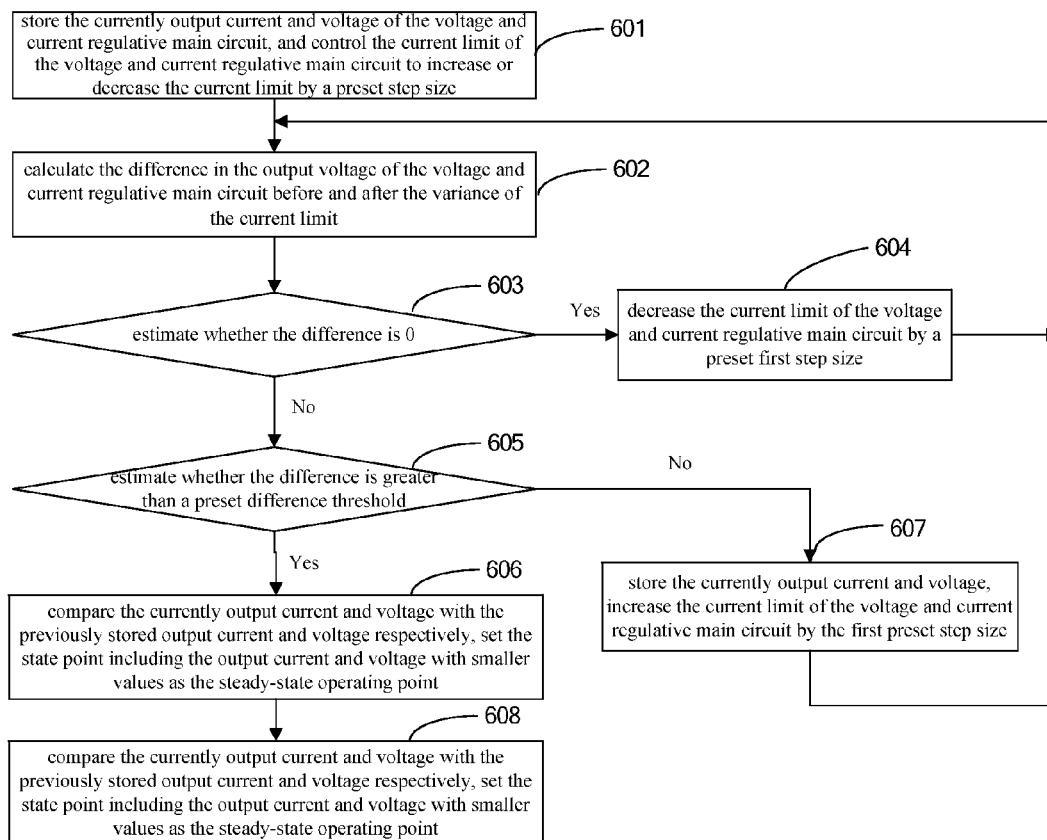 store the currently output current and voltage of the voltage and
current regulative main circuit, and control the current limit of
the voltage and current regulative main circuit to increase or
decrease the current limit by a preset step size
601
calculate the difference in the output voltage of the voltage and
current regulative main circuit before and after the variance of
the current limit
602
603
estimate whether the difference is 0
Yes
604
decrease the current limit of the voltage
and current regulative main circuit by a
preset first step size
No
605
estimate whether the difference is greater
than a preset difference threshold
No
Yes
606
607
compare the currently output current and voltage with the
previously stored output current and voltage respectively, set the
state point including the output current and voltage with smaller
values as the steady-state operating point
store the currently output current and voltage,
increase the current limit of the voltage and current
regulative main circuit by the first preset step size
608
compare the currently output current and voltage with the
previously stored output current and voltage respectively, set the
state point including the output current and voltage with smaller
values as the steady-state operating point